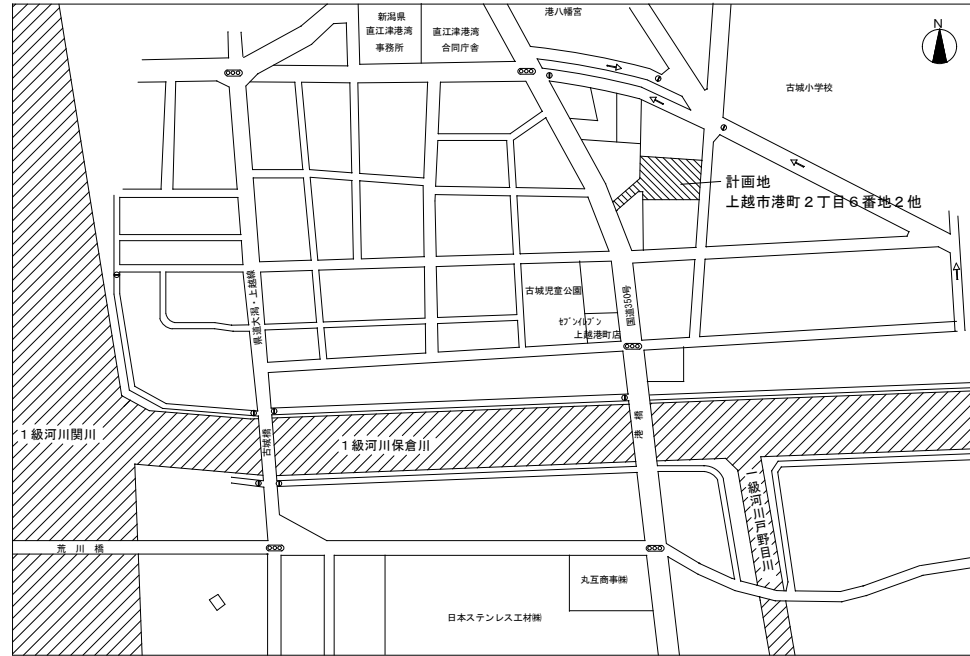 新潟県
直江津港湾
事務所
直江津港湾
合同庁舎
港八幡宮
N
古城小学校
計画地
上越市港町2丁目6番地2他
県道大潟・上越線
古城児童公園
セブンイレブン
上越港町店
国道350号
1級河川関川
古城橋
1級河川保倉川
港橋
一級河川戸野目川
荒川橋
丸互商事㈱
日本ステンレス工材㈱